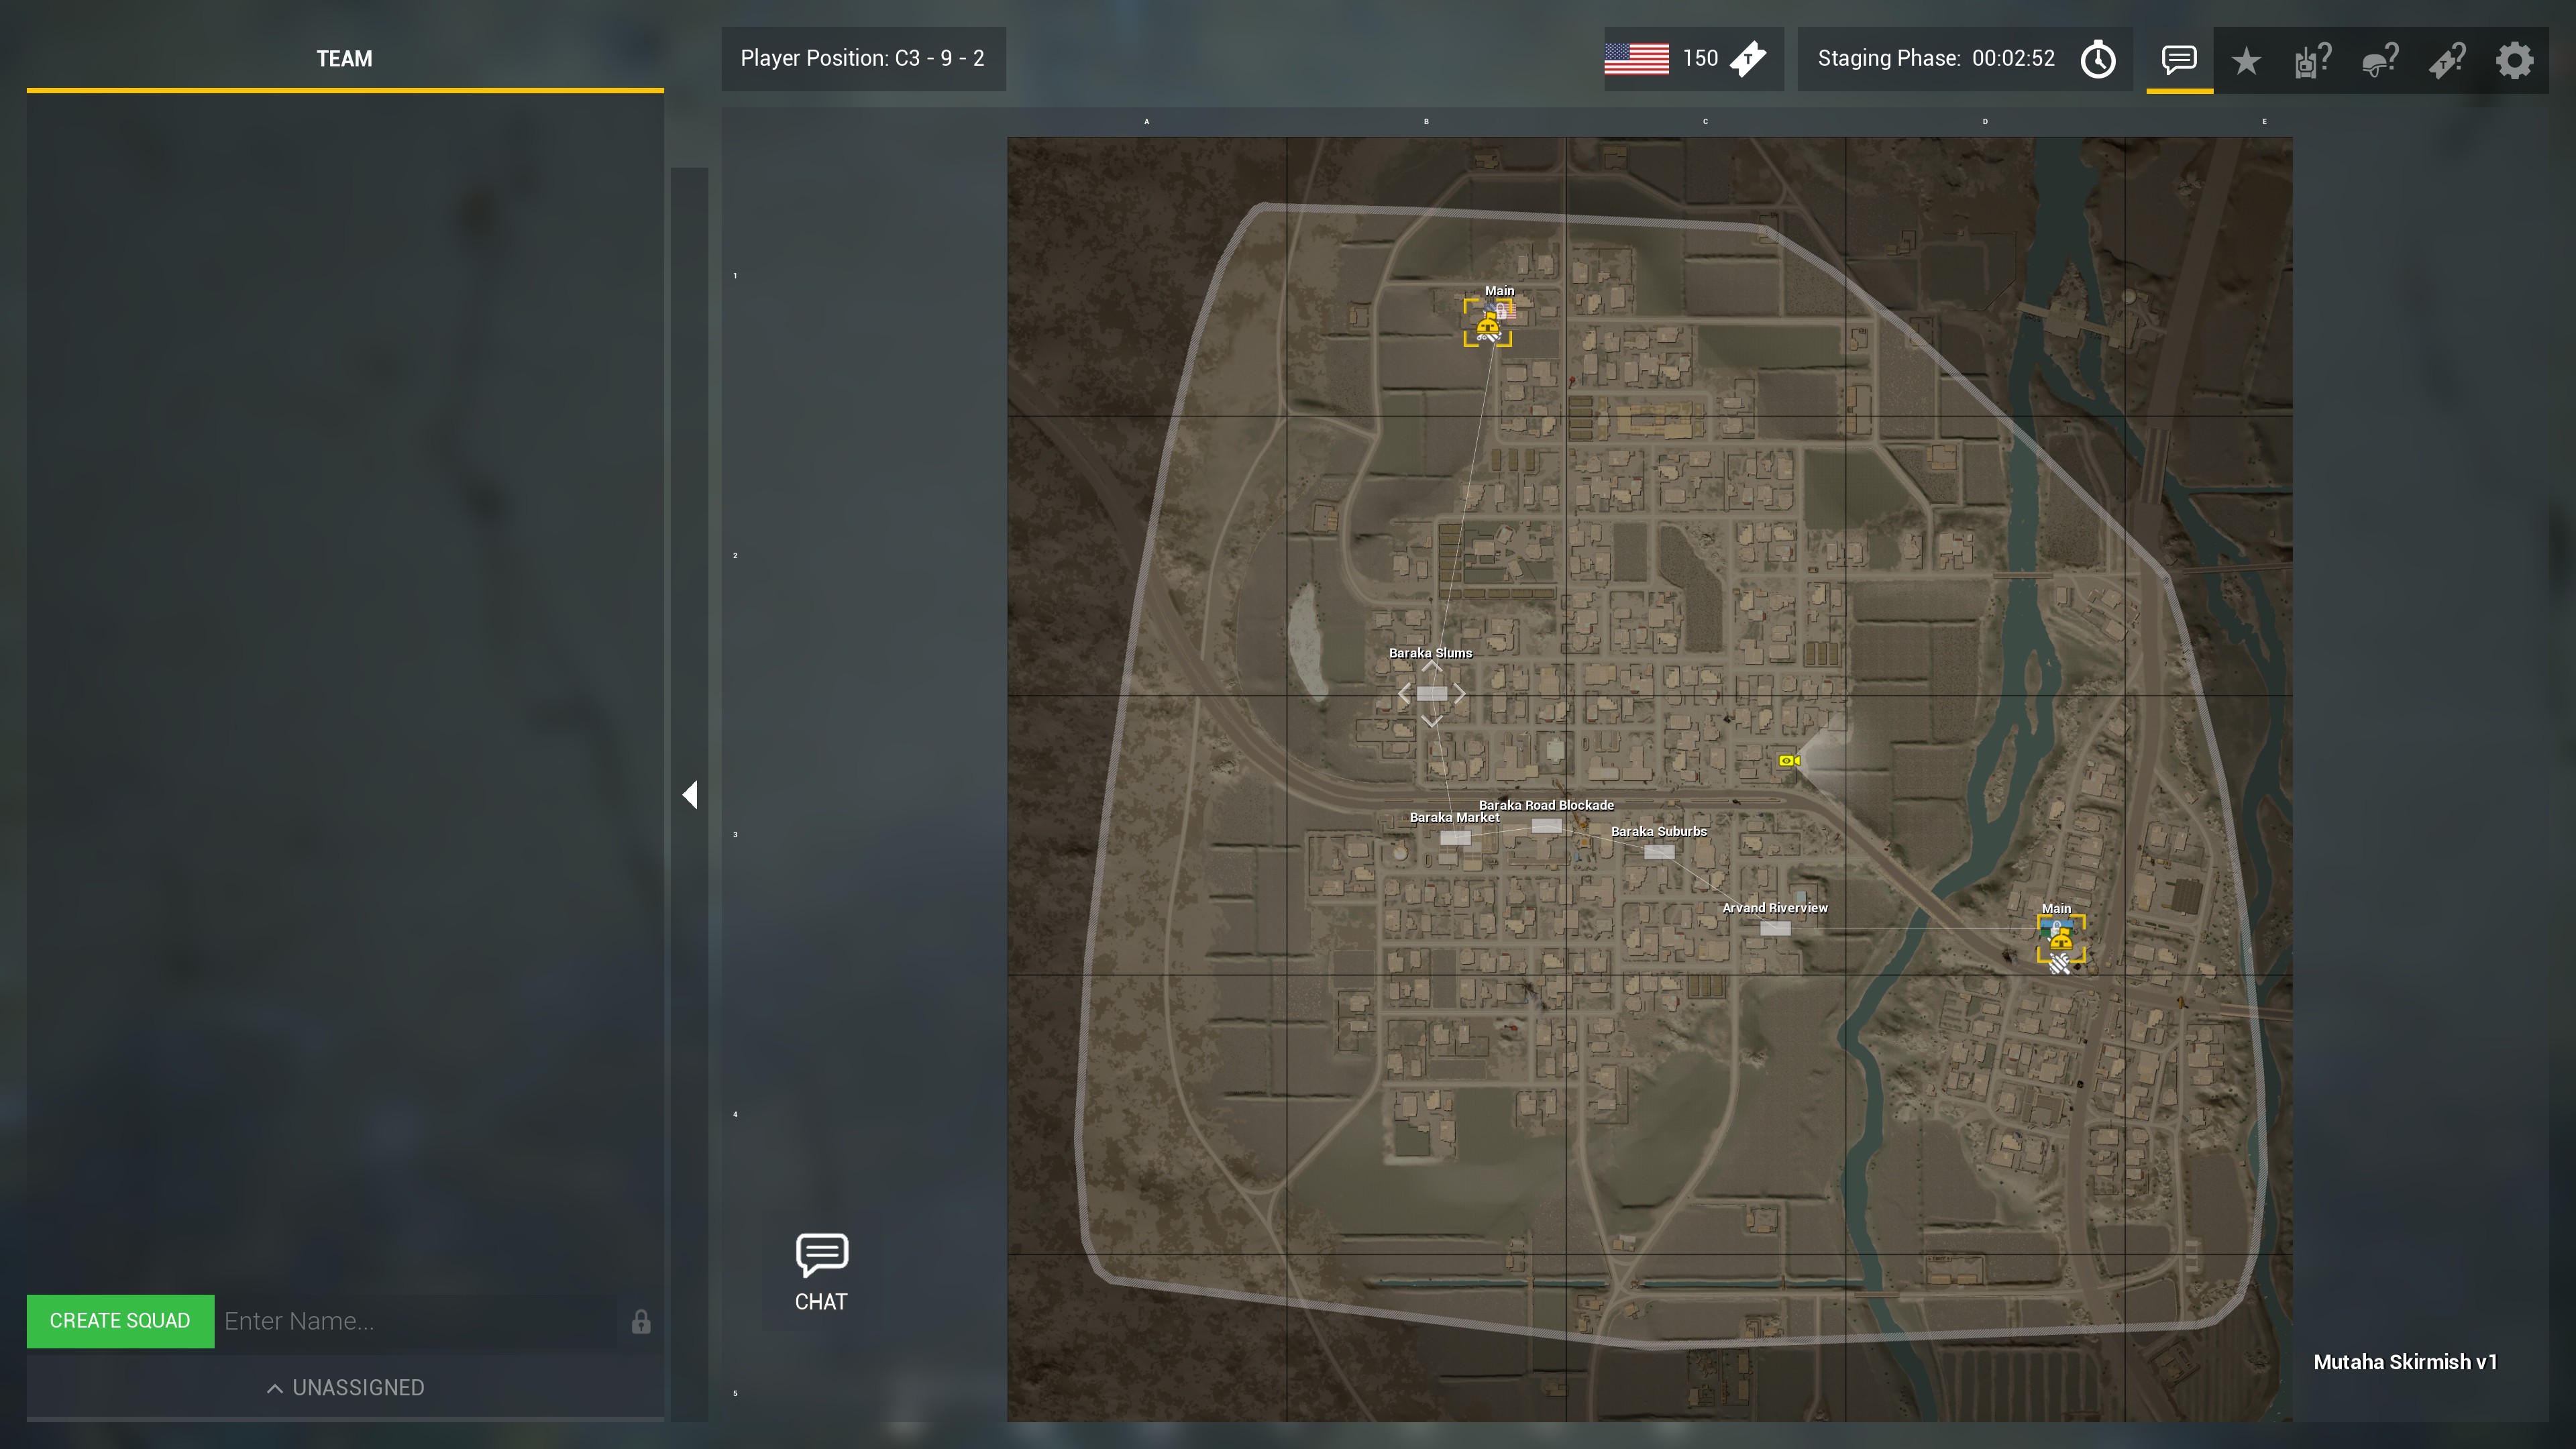 TEAM
Player Position: C3 - 9 - 2
150
T
Staging Phase: 00:02:52
?
?
T?
A
B
C
D
E
1
2
3
4
5
Main
Baraka Slums
Baraka Road Blockade
Baraka Market
Baraka Suburbs
Arvand Riverview
Main
CHAT
CREATE SQUAD
Enter Name...
UNASSIGNED
Mutaha Skirmish v1